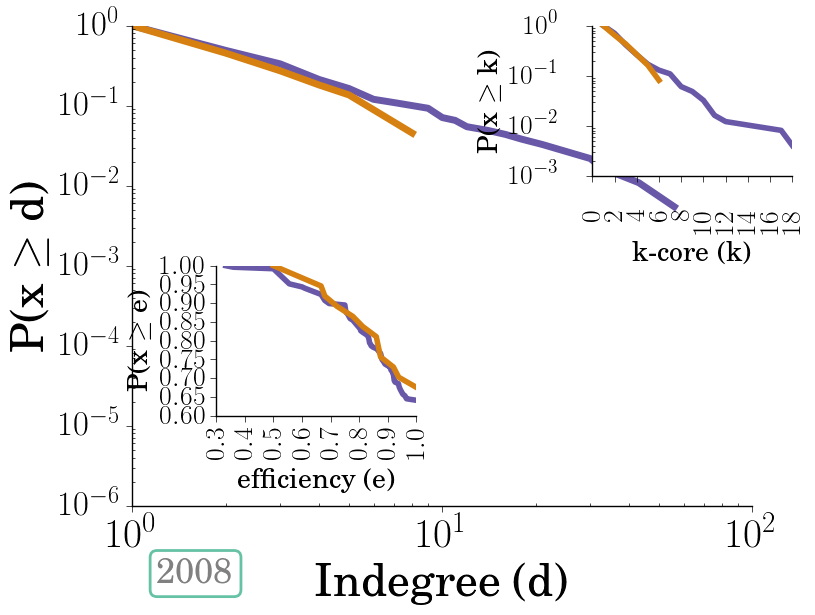 10^0
10^-1
10^-2
10^-3
10^-4
10^-5
10^-6
P(x ≥ d)
10^0 10^1 10^2
Indegree (d)
2008
10^0
10^-1
10^-2
10^-3
P(x ≥ k)
0 2 4 6 8 10 12 14 16 18
k-core (k)
1.00
0.95
0.90
0.85
0.80
0.75
0.70
0.65
0.60
P(x ≥ e)
0.3 0.4 0.5 0.6 0.7 0.8 0.9 1.0
efficiency (e)